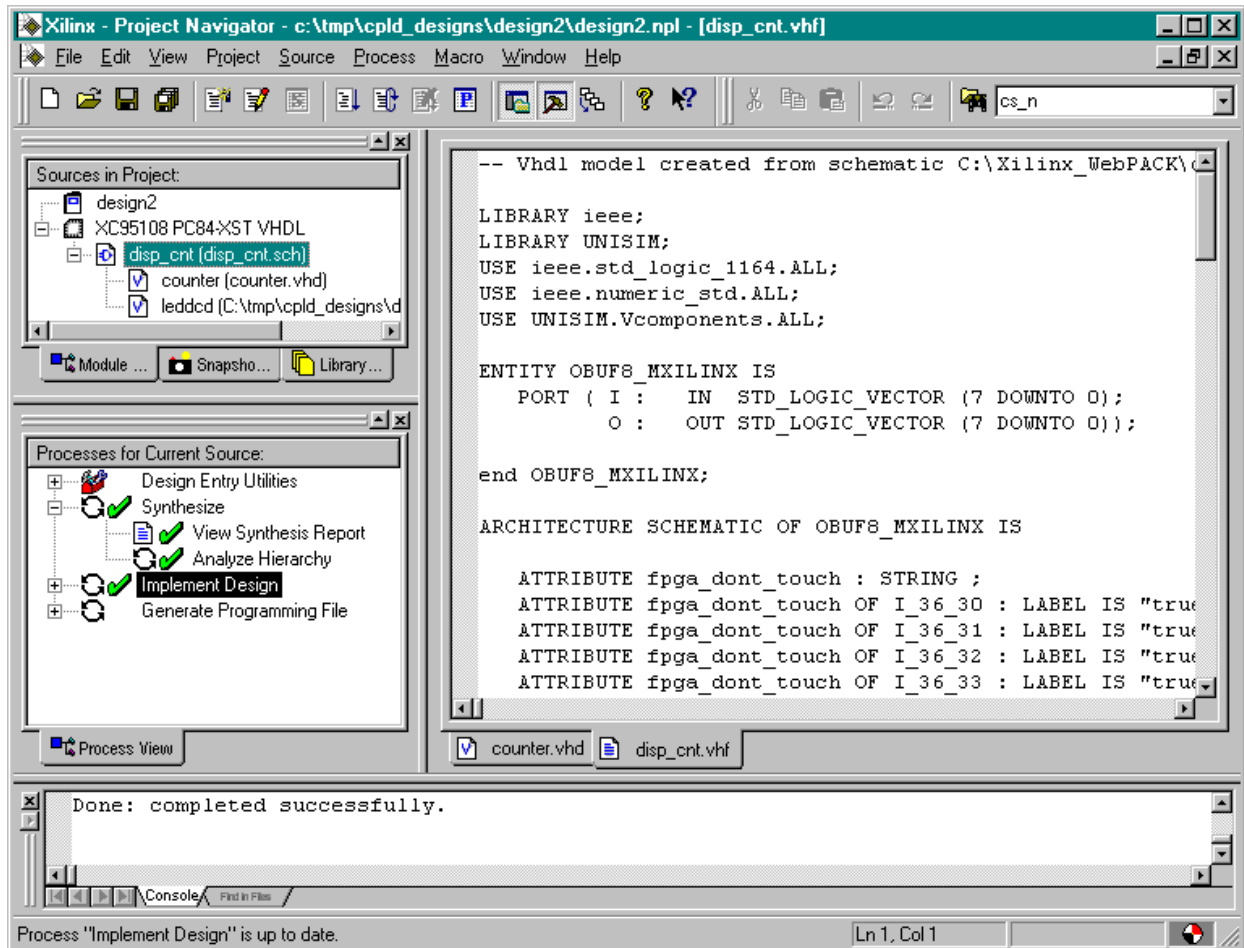 Xilinx - Project Navigator - c:\tmp\cpld_designs\design2\design2.npl - [disp_cnt.vhf]
File Edit View Project Source Process Macro Window Help
cs_n
Sources in Project:
design2
XC95108 PC84-XST VHDL
disp_cnt (disp_cnt.sch)
counter (counter.vhd)
leddcd (C:\tmp\cpld_designs\d
Module ... Snapsho... Library...
Processes for Current Source:
Design Entry Utilities
Synthesize
View Synthesis Report
Analyze Hierarchy
Implement Design
Generate Programming File
Process View
-- Vhdl model created from schematic C:\Xilinx_WebPACK\
LIBRARY ieee;
LIBRARY UNISIM;
USE ieee.std_logic_1164.ALL;
USE ieee.numeric_std.ALL;
USE UNISIM.Vcomponents.ALL;
ENTITY OBUF8_MXILINX IS
PORT ( I : IN STD_LOGIC_VECTOR (7 DOWNTO 0);
O : OUT STD_LOGIC_VECTOR (7 DOWNTO 0));
end OBUF8_MXILINX;
ARCHITECTURE SCHEMATIC OF OBUF8_MXILINX IS
ATTRIBUTE fpga_dont_touch : STRING ;
ATTRIBUTE fpga_dont_touch OF I_36_30 : LABEL IS "true
ATTRIBUTE fpga_dont_touch OF I_36_31 : LABEL IS "true
ATTRIBUTE fpga_dont_touch OF I_36_32 : LABEL IS "true
ATTRIBUTE fpga_dont_touch OF I_36_33 : LABEL IS "true
counter.vhd disp_cnt.vhf
Done: completed successfully.
Console Find in Files
Process "Implement Design" is up to date. Ln 1, Col 1